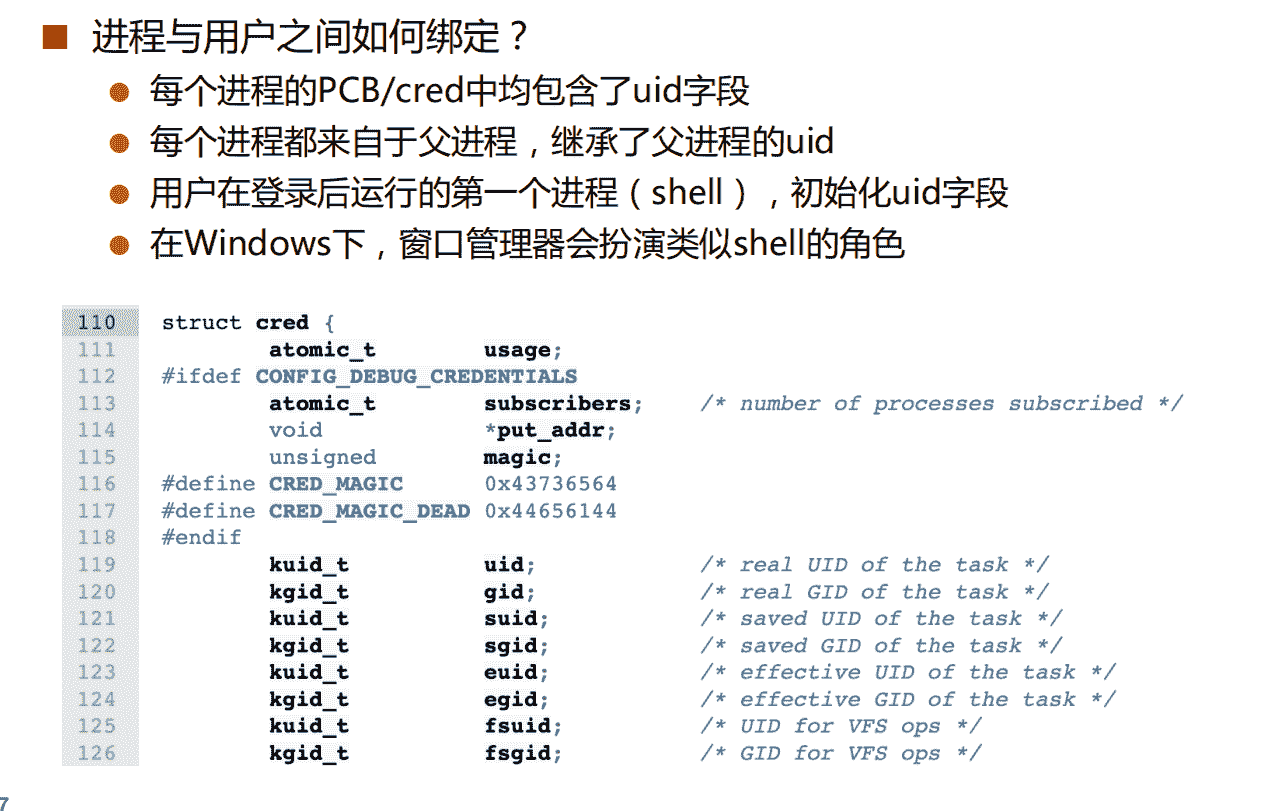 进程与用户之间如何绑定？
每个进程的PCB/cred中均包含了uid字段
每个进程都来自于父进程，继承了父进程的uid
用户在登录后运行的第一个进程（shell），初始化uid字段
在Windows下，窗口管理器会扮演类似shell的角色
110 struct cred {
111 atomic_t usage;
112 #ifdef CONFIG_DEBUG_CREDENTIALS
113 atomic_t subscribers; /* number of processes subscribed */
114 void *put_addr;
115 unsigned magic;
116 #define CRED_MAGIC 0x43736564
117 #define CRED_MAGIC_DEAD 0x44656144
118 #endif
119 kuid_t uid; /* real UID of the task */
120 kgid_t gid; /* real GID of the task */
121 kuid_t suid; /* saved UID of the task */
122 kgid_t sgid; /* saved GID of the task */
123 kuid_t euid; /* effective UID of the task */
124 kgid_t egid; /* effective GID of the task */
125 kuid_t fsuid; /* UID for VFS ops */
126 kgid_t fsgid; /* GID for VFS ops */
7